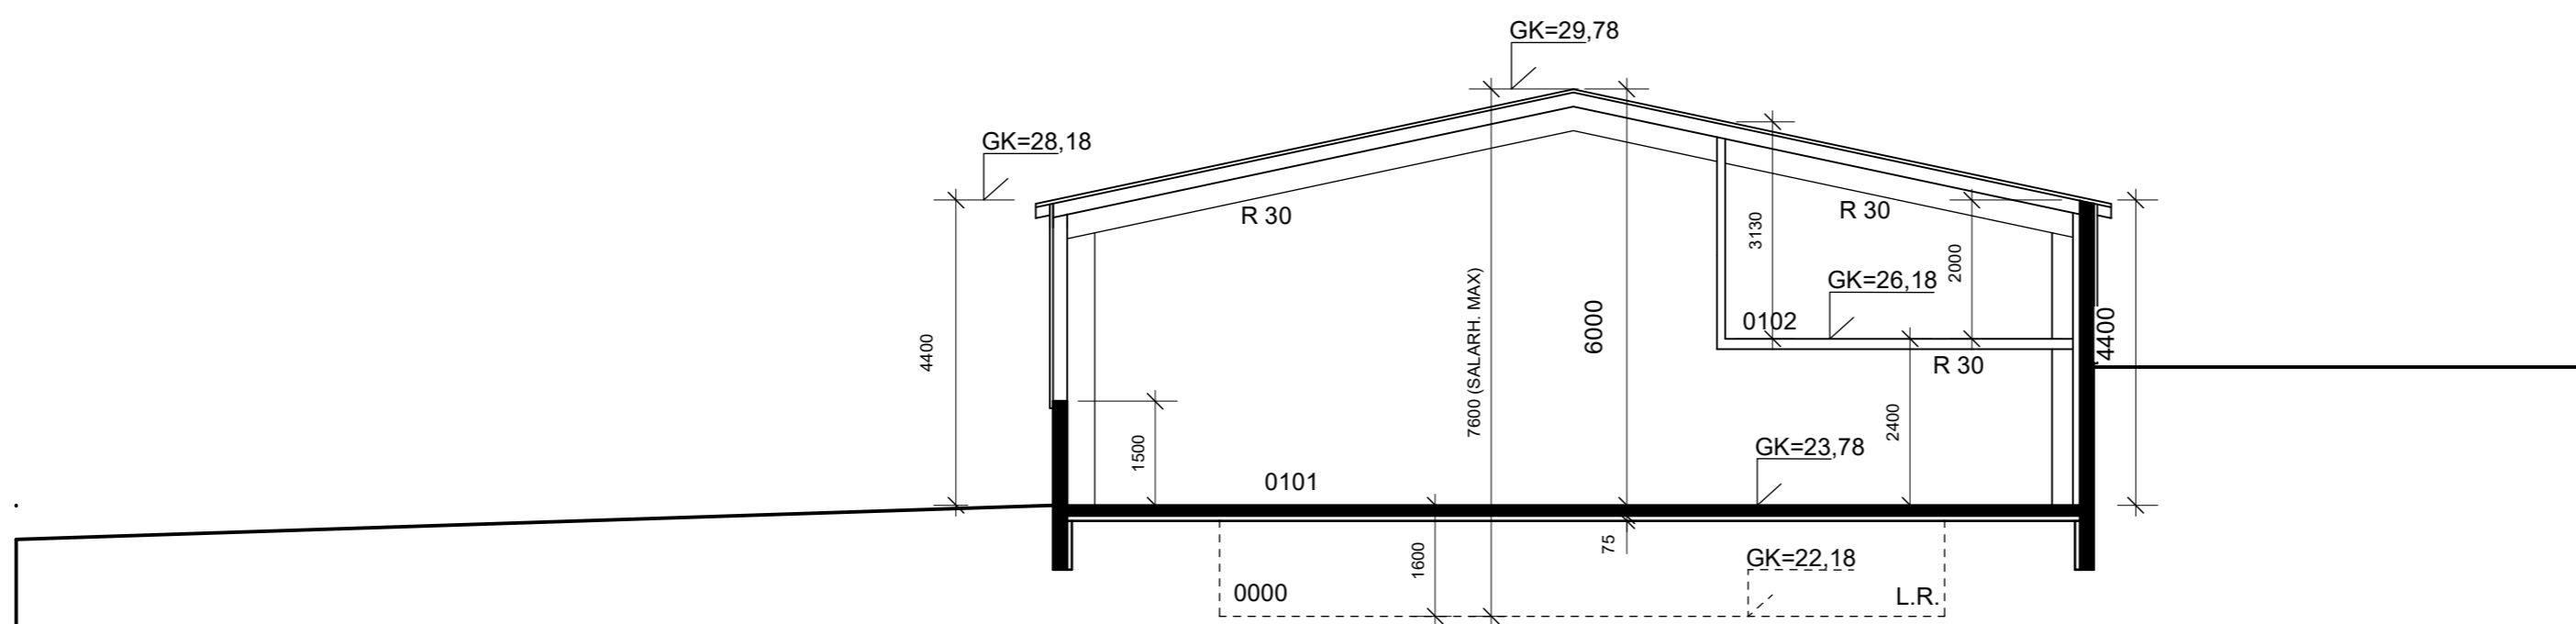 GK=29,78
GK=28,18
R 30
R 30
3130
2000
GK=26,18
7600 (SALARH. MAX)
6000
0102
4400
4400
R 30
1500
2400
GK=23,78
0101
1600
75
GK=22,18
0000
L.R.